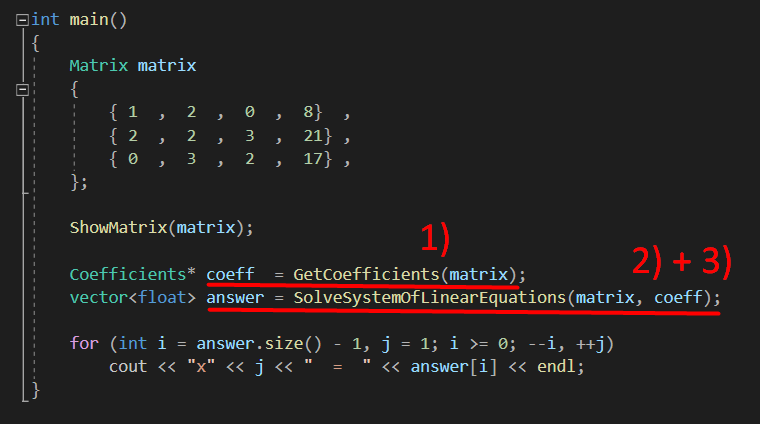 int main()
{
Matrix matrix
{
{ 1 , 2 , 0 , 8} ,
{ 2 , 2 , 3 , 21} ,
{ 0 , 3 , 2 , 17} ,
};
ShowMatrix(matrix);
1)
Coefficients* coeff = GetCoefficients(matrix);
2) + 3)
vector<float> answer = SolveSystemOfLinearEquations(matrix, coeff);
for (int i = answer.size() - 1, j = 1; i >= 0; --i, ++j)
cout << "x" << j << " = " << answer[i] << endl;
}